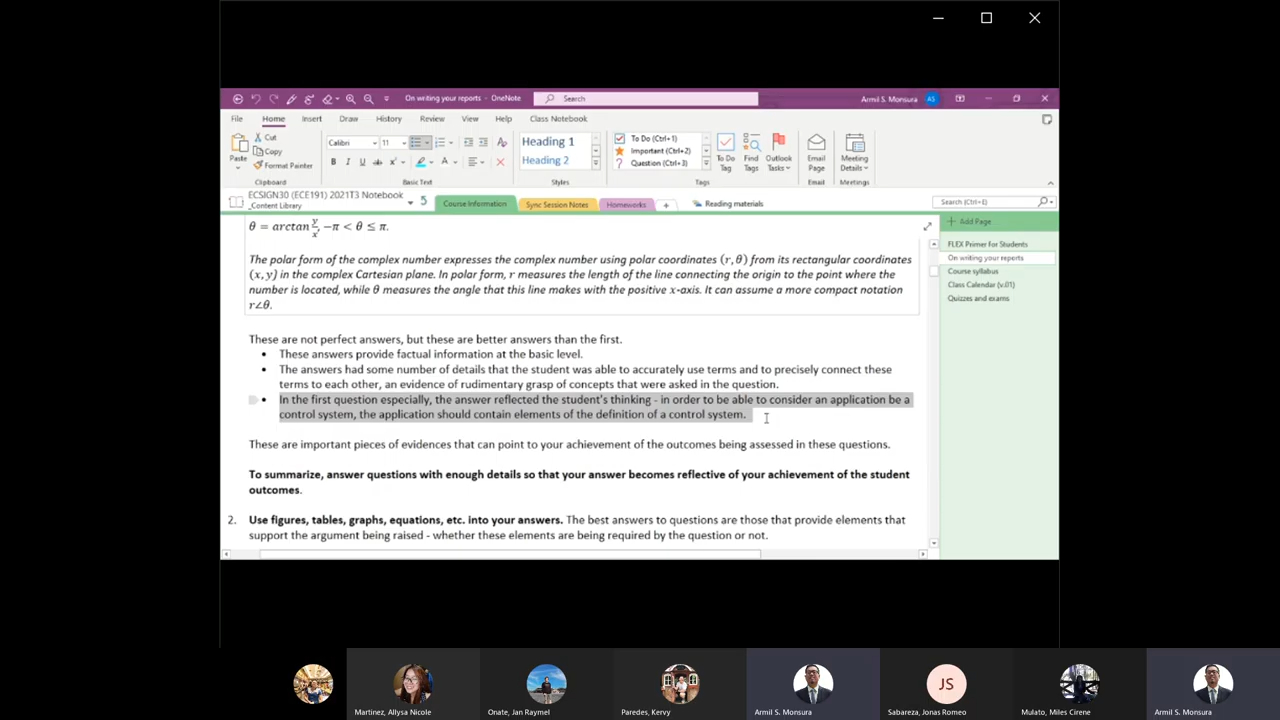 On writing your reports - OneNote
Search
Armil S. Monsura
AS
File
Home
Insert
Draw
History
Review
View
Help
Class Notebook
Paste
Cut
Copy
Format Painter
Clipboard
Calibri
11
B I U ab x
A
Basic Text
Heading 1
Heading 2
Styles
To Do (Ctrl+1)
Important (Ctrl+2)
Question (Ctrl+3)
To Do
Tag
Find
Tags
Outlook
Tasks
Tags
Email
Page
Email
Meeting
Details
Meetings
ECSIGN30 (ECE191) 2021T3 Notebook
_Content Library
Course Information
Sync Session Notes
Homeworks
+
Reading materials
Search (Ctrl+E)
Add Page
FLEX Primer for Students
On writing your reports
Course syllabus
Class Calendar (v.01)
Quizzes and exams
θ = arctan y/x, −π < θ ≤ π.
The polar form of the complex number expresses the complex number using polar coordinates (r, θ) from its rectangular coordinates
(x, y) in the complex Cartesian plane. In polar form, r measures the length of the line connecting the origin to the point where the
number is located, while θ measures the angle that this line makes with the positive x-axis. It can assume a more compact notation
r∠θ.
These are not perfect answers, but these are better answers than the first.
• These answers provide factual information at the basic level.
• The answers had some number of details that the student was able to accurately use terms and to precisely connect these
terms to each other, an evidence of rudimentary grasp of concepts that were asked in the question.
• In the first question especially, the answer reflected the student's thinking - in order to be able to consider an application be a
control system, the application should contain elements of the definition of a control system.
These are important pieces of evidences that can point to your achievement of the outcomes being assessed in these questions.
To summarize, answer questions with enough details so that your answer becomes reflective of your achievement of the student
outcomes.
2. Use figures, tables, graphs, equations, etc. into your answers. The best answers to questions are those that provide elements that
support the argument being raised - whether these elements are being required by the question or not.
Martinez, Allysa Nicole
Onate, Jan Raymel
Paredes, Kervy
Armil S. Monsura
JS
Sabareza, Jonas Romeo
Mulato, Miles Cirene
Armil S. Monsura